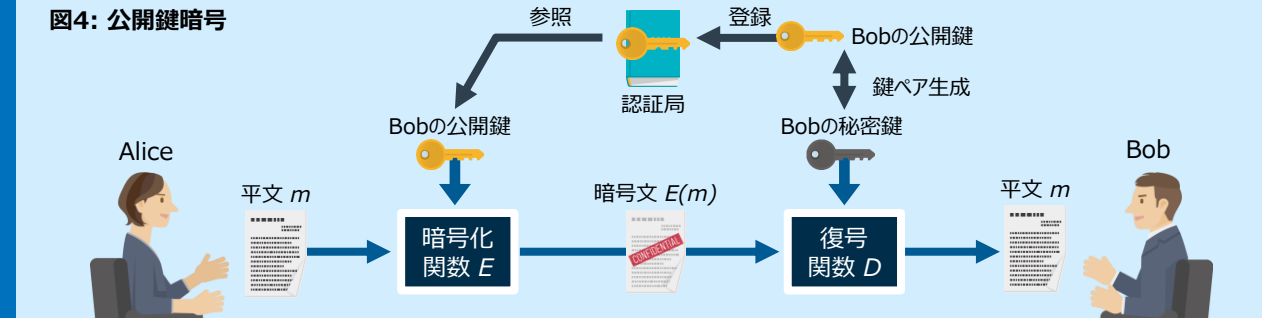 図4: 公開鍵暗号
参照
登録
Bobの公開鍵
認証局
鍵ペア生成
Bobの公開鍵
Bobの秘密鍵
Alice
Bob
平文 m
暗号文 E(m)
平文 m
暗号化
関数 E
CONFIDENTIAL
復号
関数 D